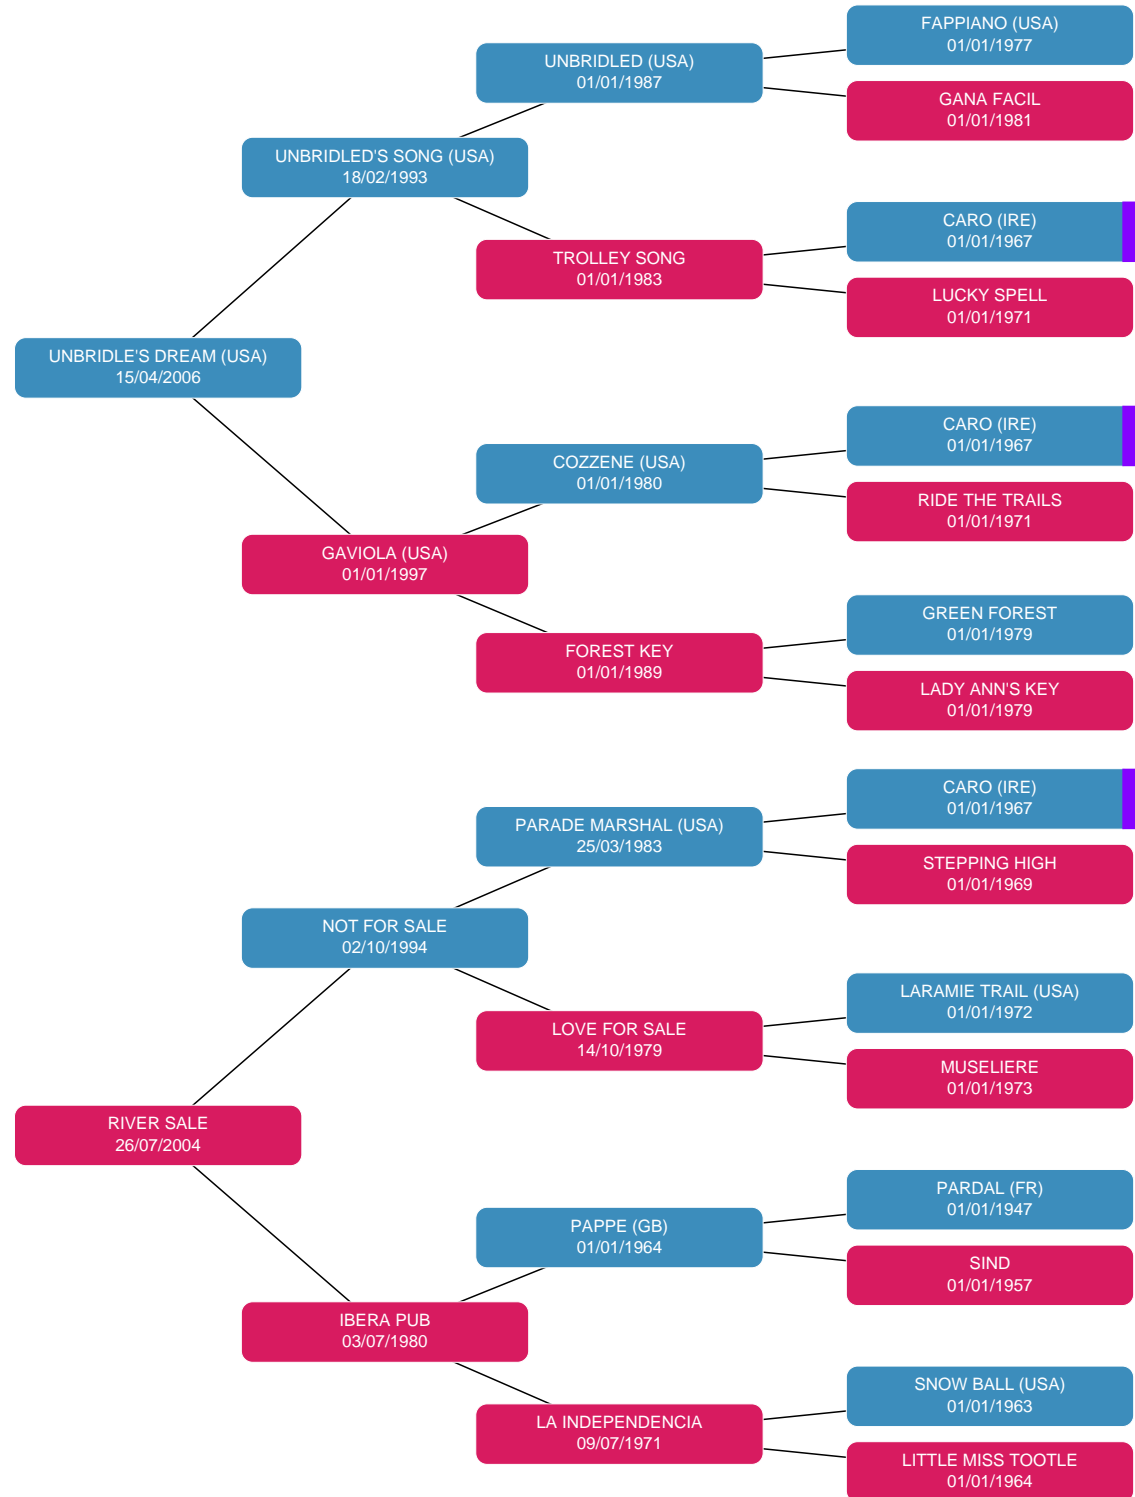 FAPPIANO (USA)
01/01/1977
UNBRIDLED (USA)
01/01/1987
GANA FACIL
01/01/1981
UNBRIDLED'S SONG (USA)
18/02/1993
CARO (IRE)
01/01/1967
TROLLEY SONG
01/01/1983
LUCKY SPELL
01/01/1971
UNBRIDLE'S DREAM (USA)
15/04/2006
CARO (IRE)
01/01/1967
COZZENE (USA)
01/01/1980
RIDE THE TRAILS
01/01/1971
GAVIOLA (USA)
01/01/1997
GREEN FOREST
01/01/1979
FOREST KEY
01/01/1989
LADY ANN'S KEY
01/01/1979
CARO (IRE)
01/01/1967
PARADE MARSHAL (USA)
25/03/1983
STEPPING HIGH
01/01/1969
NOT FOR SALE
02/10/1994
LARAMIE TRAIL (USA)
01/01/1972
LOVE FOR SALE
14/10/1979
MUSELIERE
01/01/1973
RIVER SALE
26/07/2004
PARDAL (FR)
01/01/1947
PAPPE (GB)
01/01/1964
SIND
01/01/1957
IBERA PUB
03/07/1980
SNOW BALL (USA)
01/01/1963
LA INDEPENDENCIA
09/07/1971
LITTLE MISS TOOTLE
01/01/1964